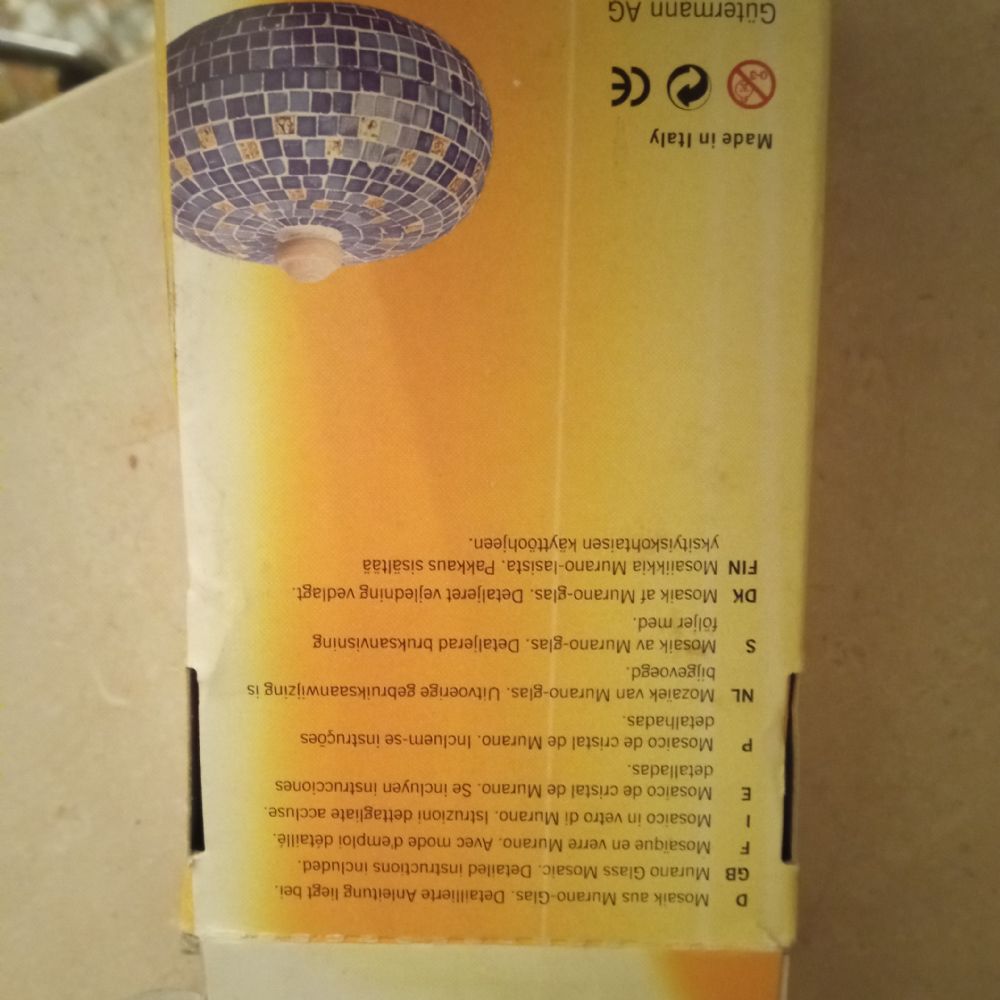 D Mosaik aus Murano-Glas. Detaillierte Anleitung liegt bei.
GB Murano Glass Mosaic. Detailed instructions included.
F Mosaïque en verre Murano. Avec mode d'emploi détaillé.
I Mosaico in vetro di Murano. Istruzioni dettagliate accluse.
E Mosaico de cristal de Murano. Se incluyen instrucciones
detalladas.
P Mosaico de cristal de Murano. Incluem-se instruções
detalhadas.
NL Mozaïek van Murano-glas. Uitvoerige gebruiksaanwijzing is
bijgevoegd.
S Mosaik av Murano-glas. Detaljerad bruksanvisning
följer med.
DK Mosaik af Murano-glas. Detaljeret vejledning vedlagt.
FIN Mosaiikkia Murano-lasista. Pakkaus sisältää
yksityiskohtaisen käyttöohjeen.
Made in Italy
0-3 CE
Gütermann AG